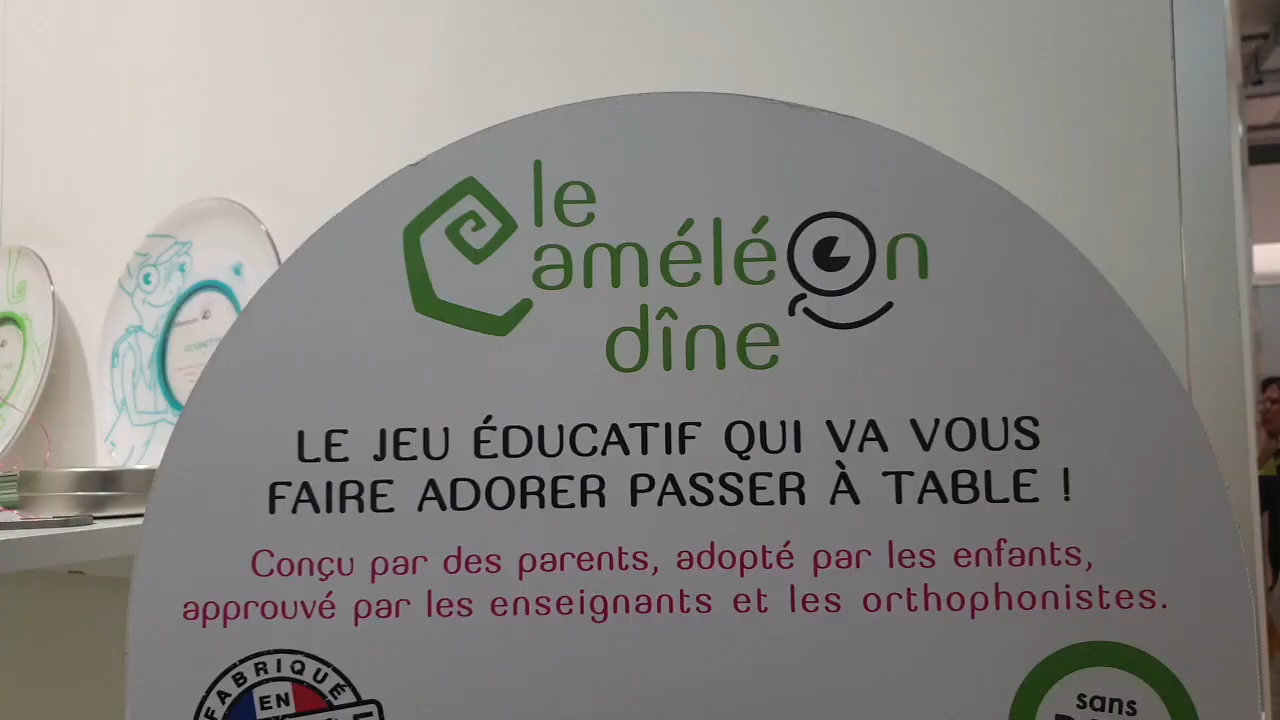 le
caméléon
dîne
LE JEU ÉDUCATIF QUI VA VOUS
FAIRE ADORER PASSER À TABLE !
Conçu par des parents, adopté par les enfants,
approuvé par les enseignants et les orthophonistes.
FABRIQUÉ
EN
sans